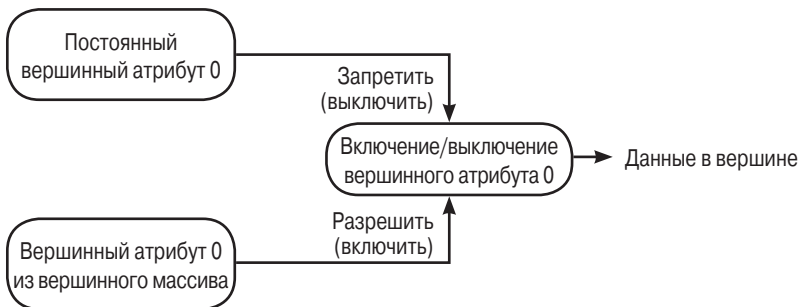 Постоянный
вершинный атрибут 0
Запретить
(выключить)
Включение/выключение
вершинного атрибута 0
Данные в вершине
Разрешить
(включить)
Вершинный атрибут 0
из вершинного массива